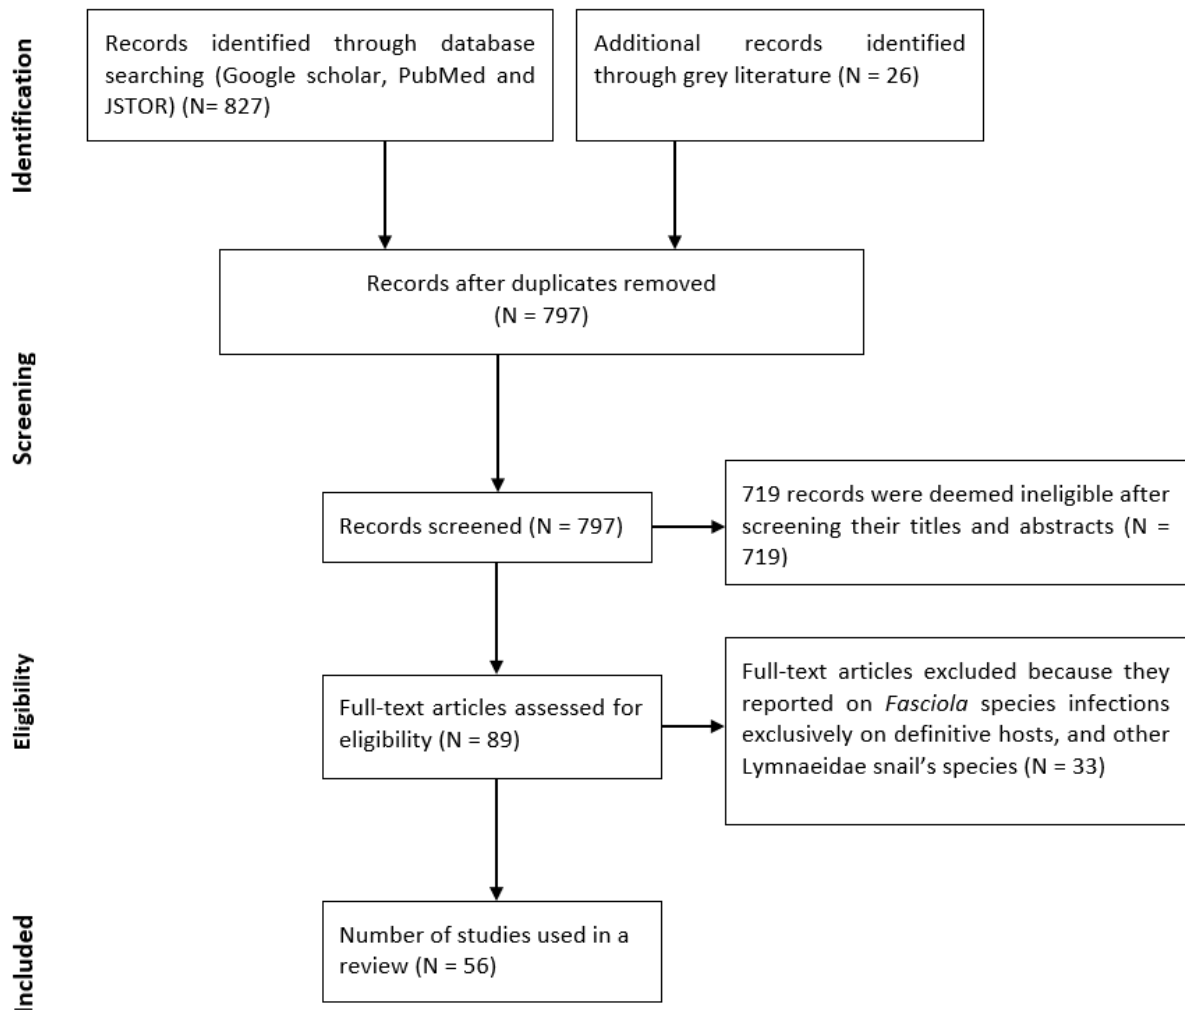 Identification
Records identified through database
searching (Google scholar, PubMed and
JSTOR) (N= 827)
Additional records identified
through grey literature (N = 26)
Records after duplicates removed
(N = 797)
Screening
Records screened (N = 797)
719 records were deemed ineligible after
screening their titles and abstracts (N =
719)
Eligibility
Full-text articles assessed for
eligibility (N = 89)
Full-text articles excluded because they
reported on Fasciola species infections
exclusively on definitive hosts, and other
Lymnaeidae snail’s species (N = 33)
Included
Number of studies used in a
review (N = 56)